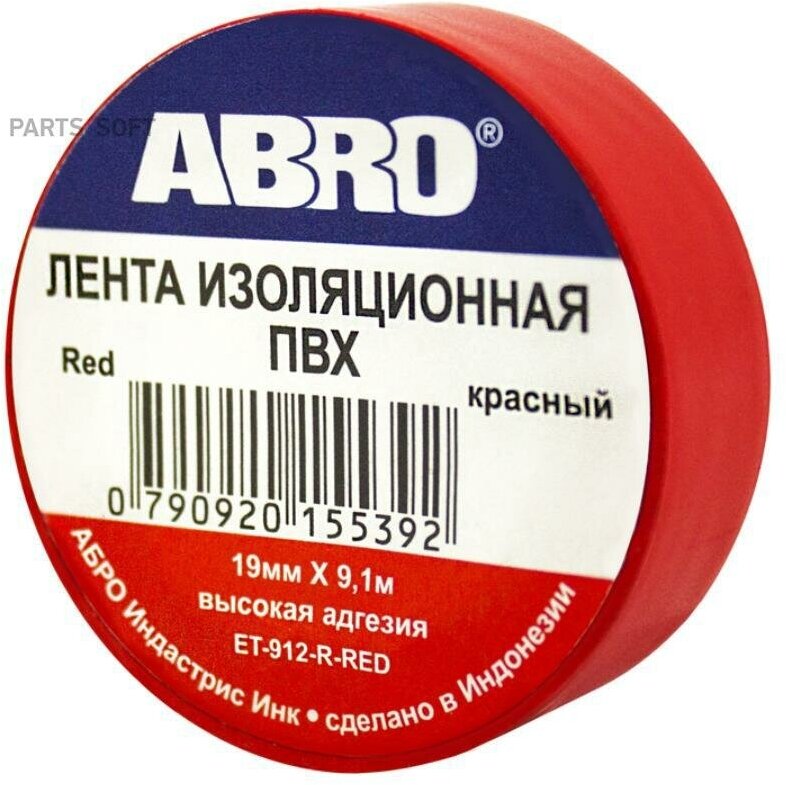 PARTS SOFT
ABRO®
ЛЕНТА ИЗОЛЯЦИОННАЯ
ПВХ
Red
красный
0 790920 155392
19мм X 9,1м
высокая адгезия
ET-912-R-RED
АБРО Индастрис Инк • сделано в Индонезии